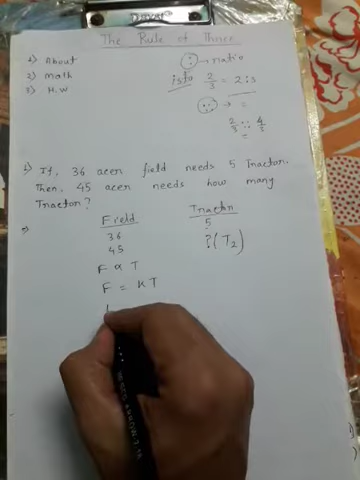 The Rule of Three
1) About
2) Math
3) H.W
: → ratio
isto 2/3 = 2:3
:: → =
2/3 :: 4/5
=
1) If, 36 acer field needs 5 Tractor.
Then, 45 acer needs how many
Tractor?
⇒ Field Tractor
36 5
45 ? (T₂)
F ∝ T
F = KT